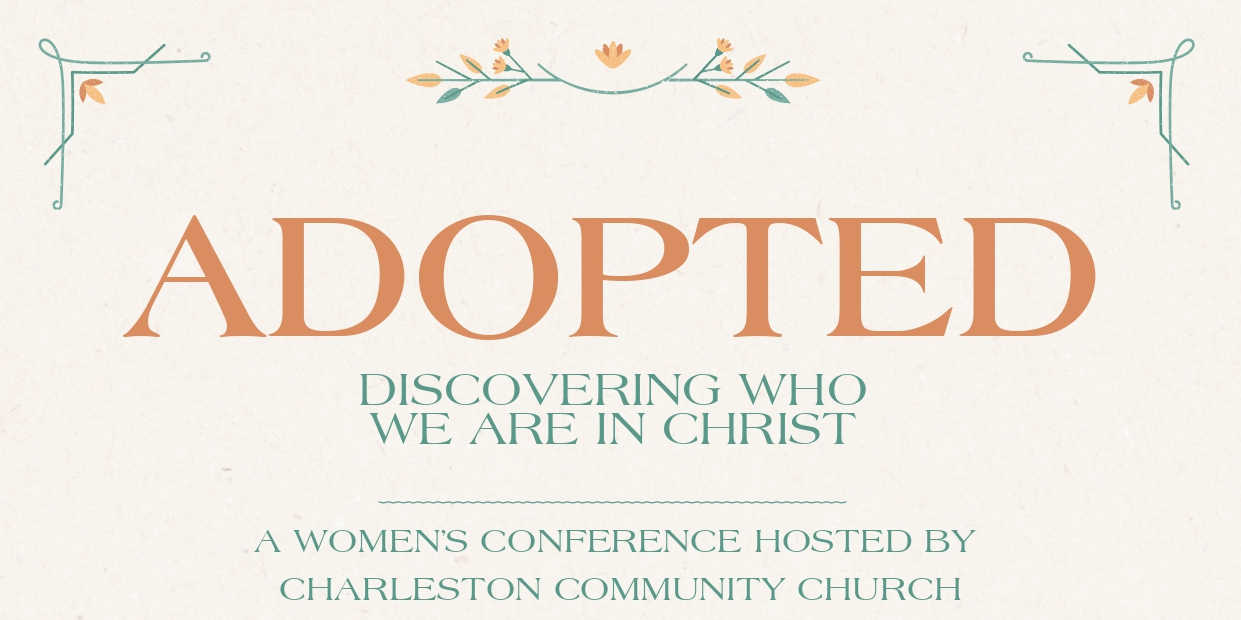 ADOPTED
DISCOVERING WHO
WE ARE IN CHRIST
A WOMEN'S CONFERENCE HOSTED BY
CHARLESTON COMMUNITY CHURCH